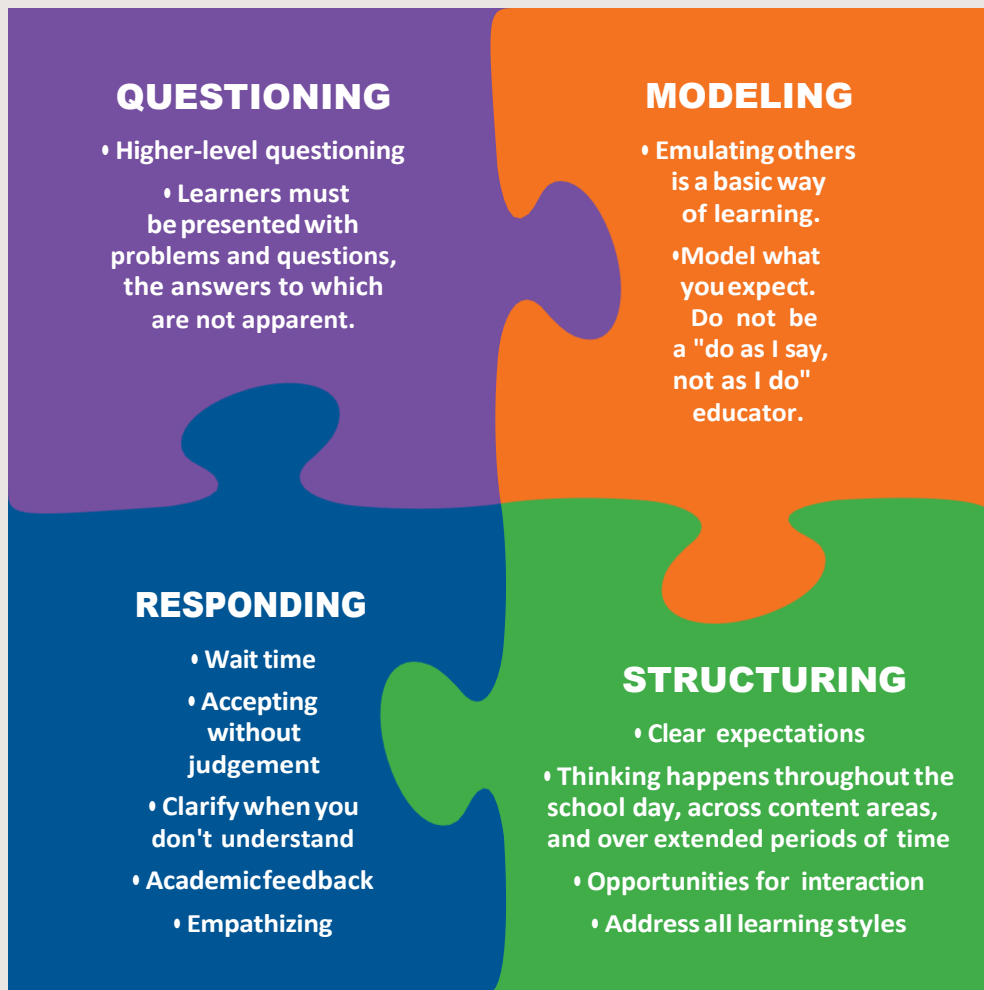 QUESTIONING
• Higher-level questioning
• Learners must
be presented with
problems and questions,
the answers to which
are not apparent.
MODELING
• Emulating others
is a basic way
of learning.
•Model what
you expect.
Do not be
a "do as I say,
not as I do"
educator.
RESPONDING
• Wait time
• Accepting
without
judgement
• Clarify when you
don't understand
• Academic feedback
• Empathizing
STRUCTURING
• Clear expectations
• Thinking happens throughout the
school day, across content areas,
and over extended periods of time
• Opportunities for interaction
• Address all learning styles